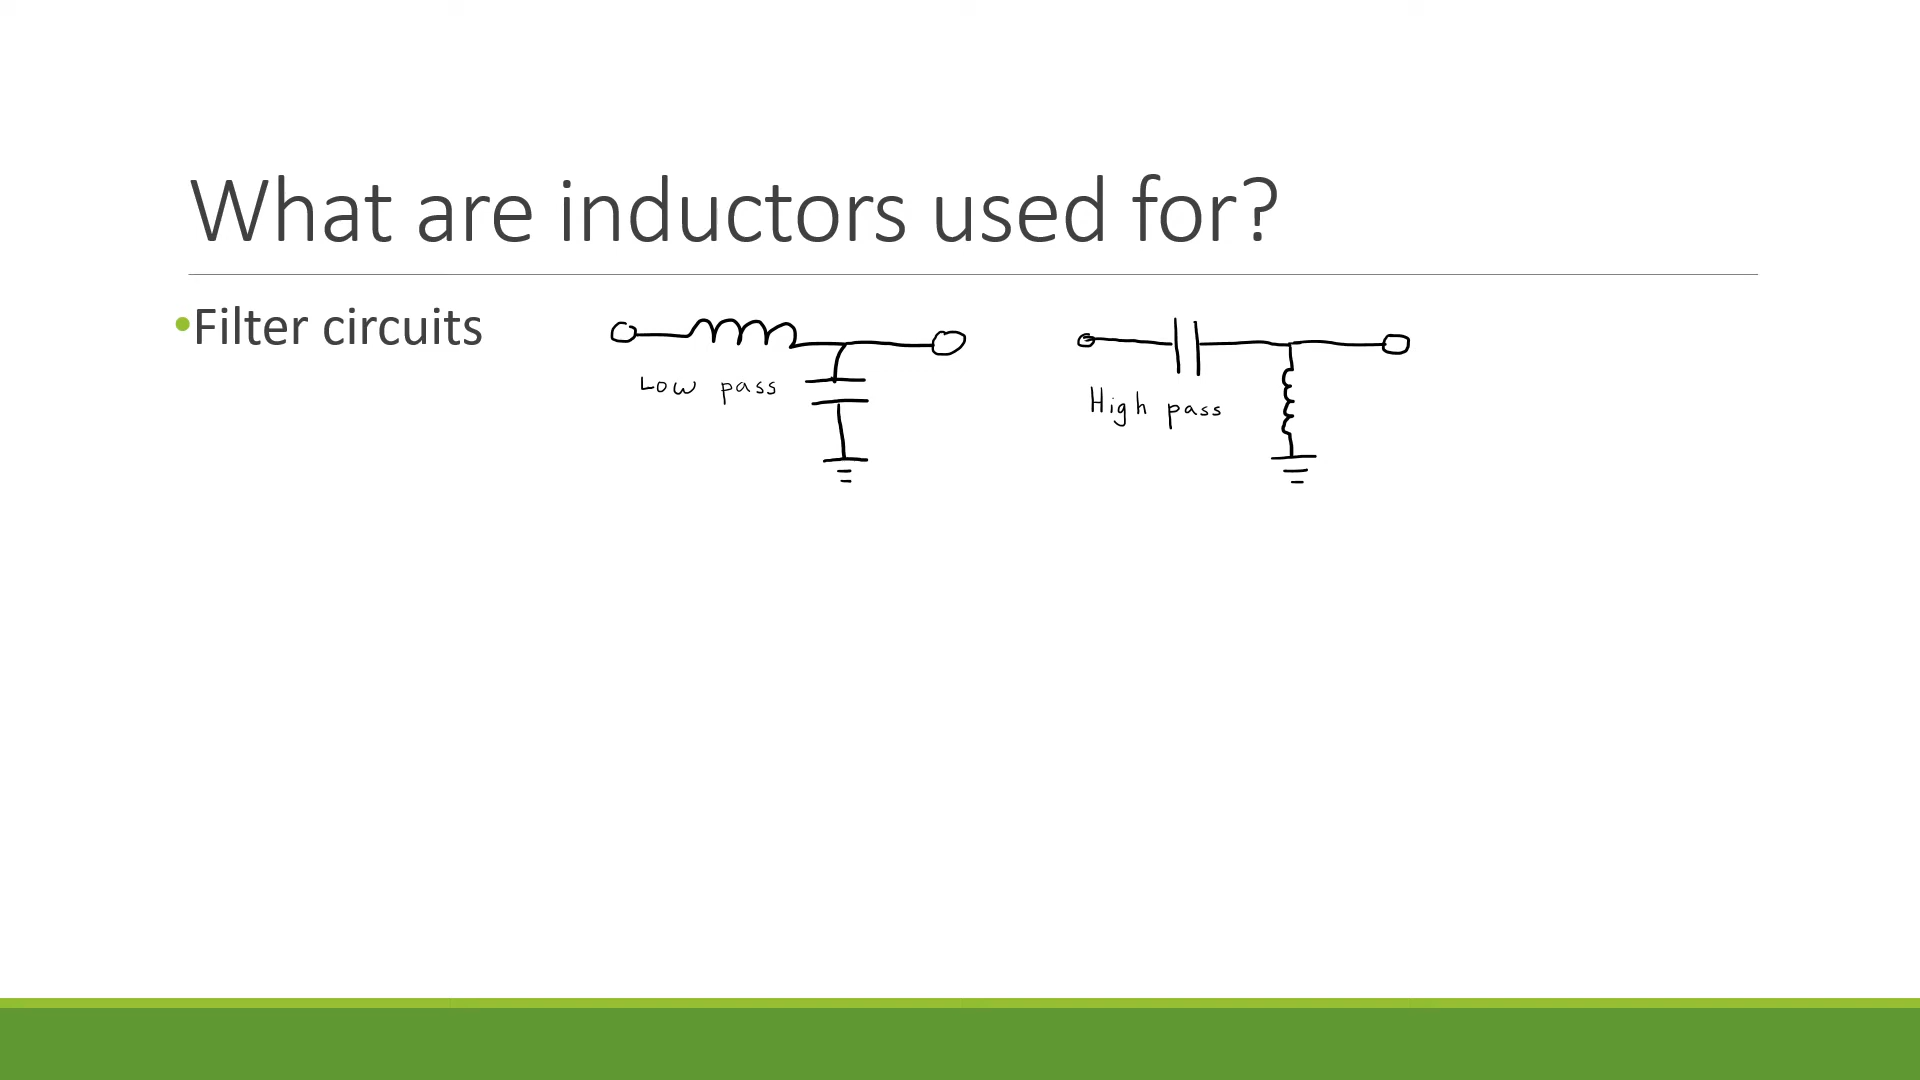 What are inductors used for?
•Filter circuits
Low pass
High pass